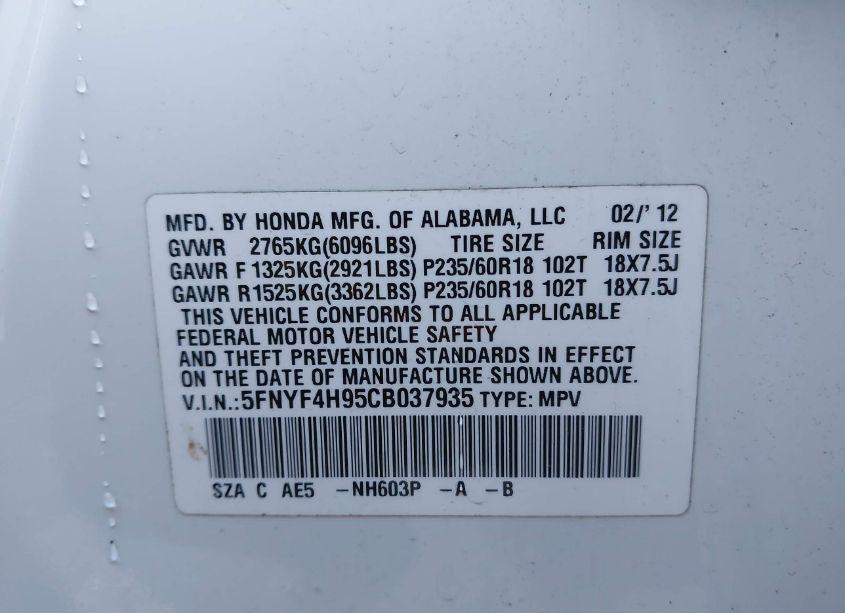 MFD. BY HONDA MFG. OF ALABAMA, LLC 02/' 12
GVWR 2765KG(6096LBS) TIRE SIZE RIM SIZE
GAWR F 1325KG(2921LBS) P235/60R18 102T 18X7.5J
GAWR R1525KG(3362LBS) P235/60R18 102T 18X7.5J
THIS VEHICLE CONFORMS TO ALL APPLICABLE
FEDERAL MOTOR VEHICLE SAFETY
AND THEFT PREVENTION STANDARDS IN EFFECT
ON THE DATE OF MANUFACTURE SHOWN ABOVE.
V.I.N.:5FNYF4H95CB037935 TYPE: MPV
SZA C AE5 -NH603P -A -B